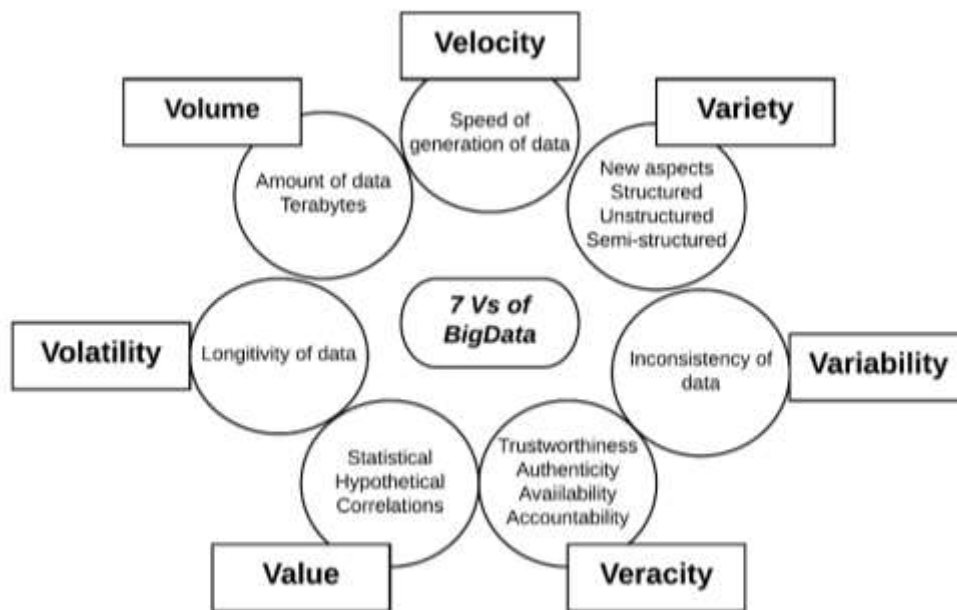 Velocity
Speed of
generation of data
Variety
New aspects
Structured
Unstructured
Semi-structured
Variability
Inconsistency of
data
Veracity
Trustworthiness
Authenticity
Avaiilability
Accountability
Value
Statistical
Hypothetical
Correlations
Volatility
Longitivity of data
Volume
Amount of data
Terabytes
7 Vs of
BigData